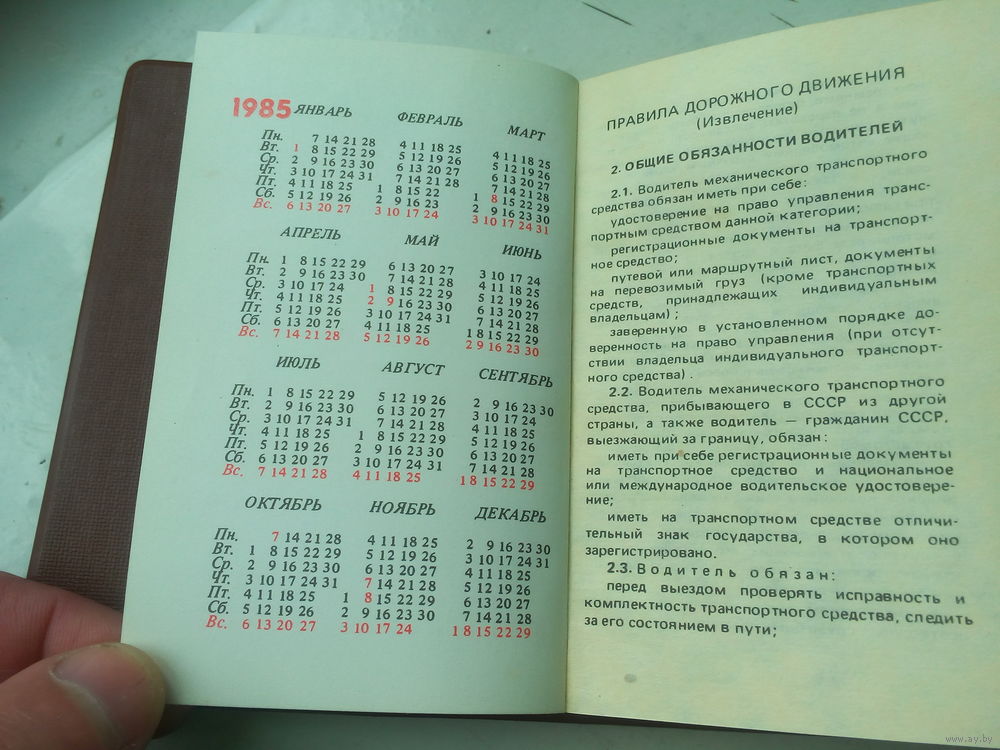 1985 ЯНВАРЬ ФЕВРАЛЬ МАРТ
Пн. 7 14 21 28 4 11 18 25 4 11 18 25
Вт. 1 8 15 22 29 5 12 19 26 5 12 19 26
Ср. 2 9 16 23 30 6 13 20 27 6 13 20 27
Чт. 3 10 17 24 31 7 14 21 28 7 14 21 28
Пт. 4 11 18 25 1 8 15 22 1 8 15 22 29
Сб. 5 12 19 26 2 9 16 23 2 9 16 23 30
Вс. 6 13 20 27 3 10 17 24 3 10 17 24 31
АПРЕЛЬ МАЙ ИЮНЬ
Пн. 1 8 15 22 29 6 13 20 27 3 10 17 24
Вт. 2 9 16 23 30 7 14 21 28 4 11 18 25
Ср. 3 10 17 24 1 8 15 22 29 5 12 19 26
Чт. 4 11 18 25 2 9 16 23 30 6 13 20 27
Пт. 5 12 19 26 3 10 17 24 31 7 14 21 28
Сб. 6 13 20 27 4 11 18 25 1 8 15 22 29
Вс. 7 14 21 28 5 12 19 26 2 9 16 23 30
ИЮЛЬ АВГУСТ СЕНТЯБРЬ
Пн. 1 8 15 22 29 5 12 19 26 2 9 16 23 30
Вт. 2 9 16 23 30 6 13 20 27 3 10 17 24
Ср. 3 10 17 24 31 7 14 21 28 4 11 18 25
Чт. 4 11 18 25 1 8 15 22 29 5 12 19 26
Пт. 5 12 19 26 2 9 16 23 30 6 13 20 27
Сб. 6 13 20 27 3 10 17 24 31 7 14 21 28
Вс. 7 14 21 28 4 11 18 25 1 8 15 22 29
ОКТЯБРЬ НОЯБРЬ ДЕКАБРЬ
Пн. 7 14 21 28 4 11 18 25 2 9 16 23 30
Вт. 1 8 15 22 29 5 12 19 26 3 10 17 24 31
Ср. 2 9 16 23 30 6 13 20 27 4 11 18 25
Чт. 3 10 17 24 31 7 14 21 28 5 12 19 26
Пт. 4 11 18 25 1 8 15 22 29 6 13 20 27
Сб. 5 12 19 26 2 9 16 23 30 7 14 21 28
Вс. 6 13 20 27 3 10 17 24 1 8 15 22 29
ПРАВИЛА ДОРОЖНОГО ДВИЖЕНИЯ
(Извлечение)
2. ОБЩИЕ ОБЯЗАННОСТИ ВОДИТЕЛЕЙ
2.1. Водитель механического транспортного
средства обязан иметь при себе:
удостоверение на право управления транс-
портным средством данной категории;
регистрационные документы на транспорт-
ное средство;
путевой или маршрутный лист, документы
на перевозимый груз (кроме транспортных
средств, принадлежащих индивидуальным
владельцам) ;
заверенную в установленном порядке до-
веренность на право управления (при отсут-
ствии владельца индивидуального транспорт-
ного средства) .
2.2. Водитель механического транспортного
средства, прибывающего в СССР из другой
страны, а также водитель — гражданин СССР,
выезжающий за границу, обязан :
иметь при себе регистрационные документы
на транспортное средство и национальное
или международное водительское удостовере-
ние;
иметь на транспортном средстве отличи-
тельный знак государства, в котором оно
зарегистрировано.
2.3. Водитель обязан:
перед выездом проверять исправность и
комплектность транспортного средства, следить
за его состоянием в пути;
www.ay.by